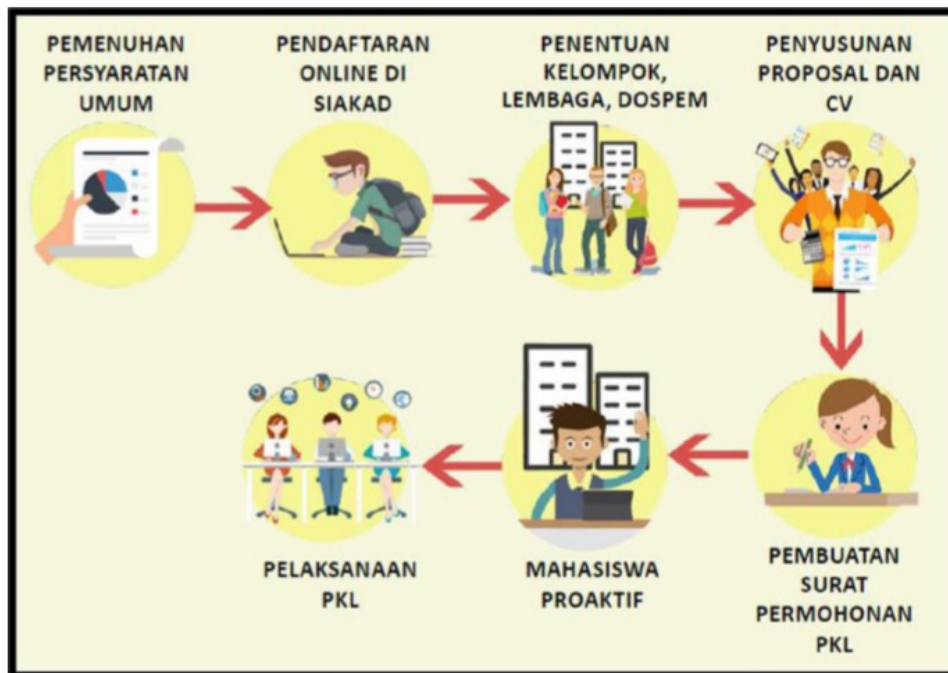 PEMENUHAN
PERSYARATAN
UMUM
PENDAFTARAN
ONLINE DI
SIAKAD
PENENTUAN
KELOMPOK,
LEMBAGA, DOSPEM
PENYUSUNAN
PROPOSAL DAN
CV
PEMBUATAN
SURAT
PERMOHONAN
PKL
MAHASISWA
PROAKTIF
PELAKSANAAN
PKL